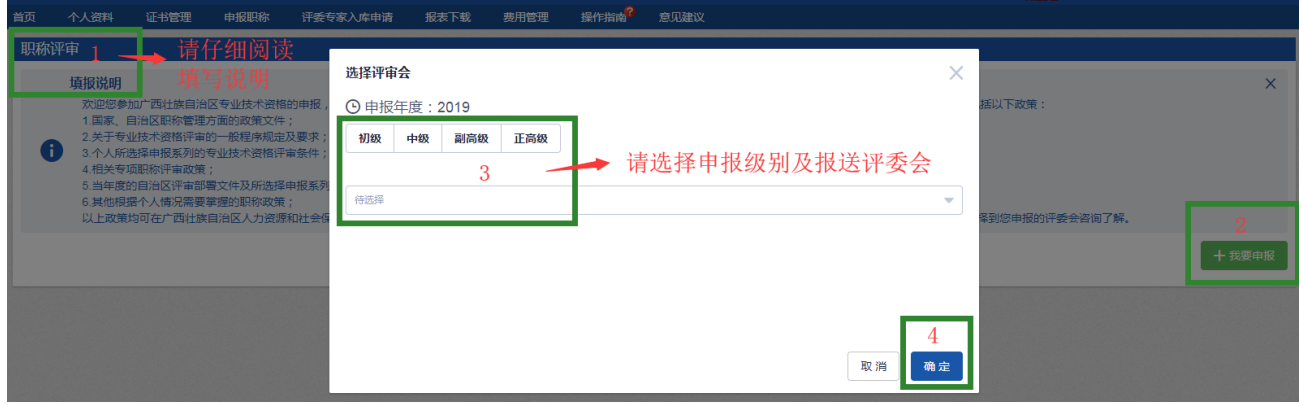 首页 个人资料 证书管理 申报职称 评委专家入库申请 报表下载 费用管理 操作指南? 意见建议
职称评审
1
请仔细阅读
填写说明
填报说明
欢迎您参加广西壮族自治区专业技术资格的申报,
括以下政策:
1.国家、自治区职称管理方面的政策文件;
2.关于专业技术资格评审的一般程序规定及要求;
3.个人所选择申报系列的专业技术资格评审条件;
4.相关专项职称评审政策;
5.当年度的自治区评审部署文件及所选择申报系列
6.其他根据个人情况需要掌握的职称政策;
以上政策均可在广西壮族自治区人力资源和社会保
择到您申报的评委会咨询了解。
2
+ 我要申报
选择评审会
申报年度:2019
初级 中级 副高级 正高级
3
请选择申报级别及报送评委会
待选择
4
取消 确定